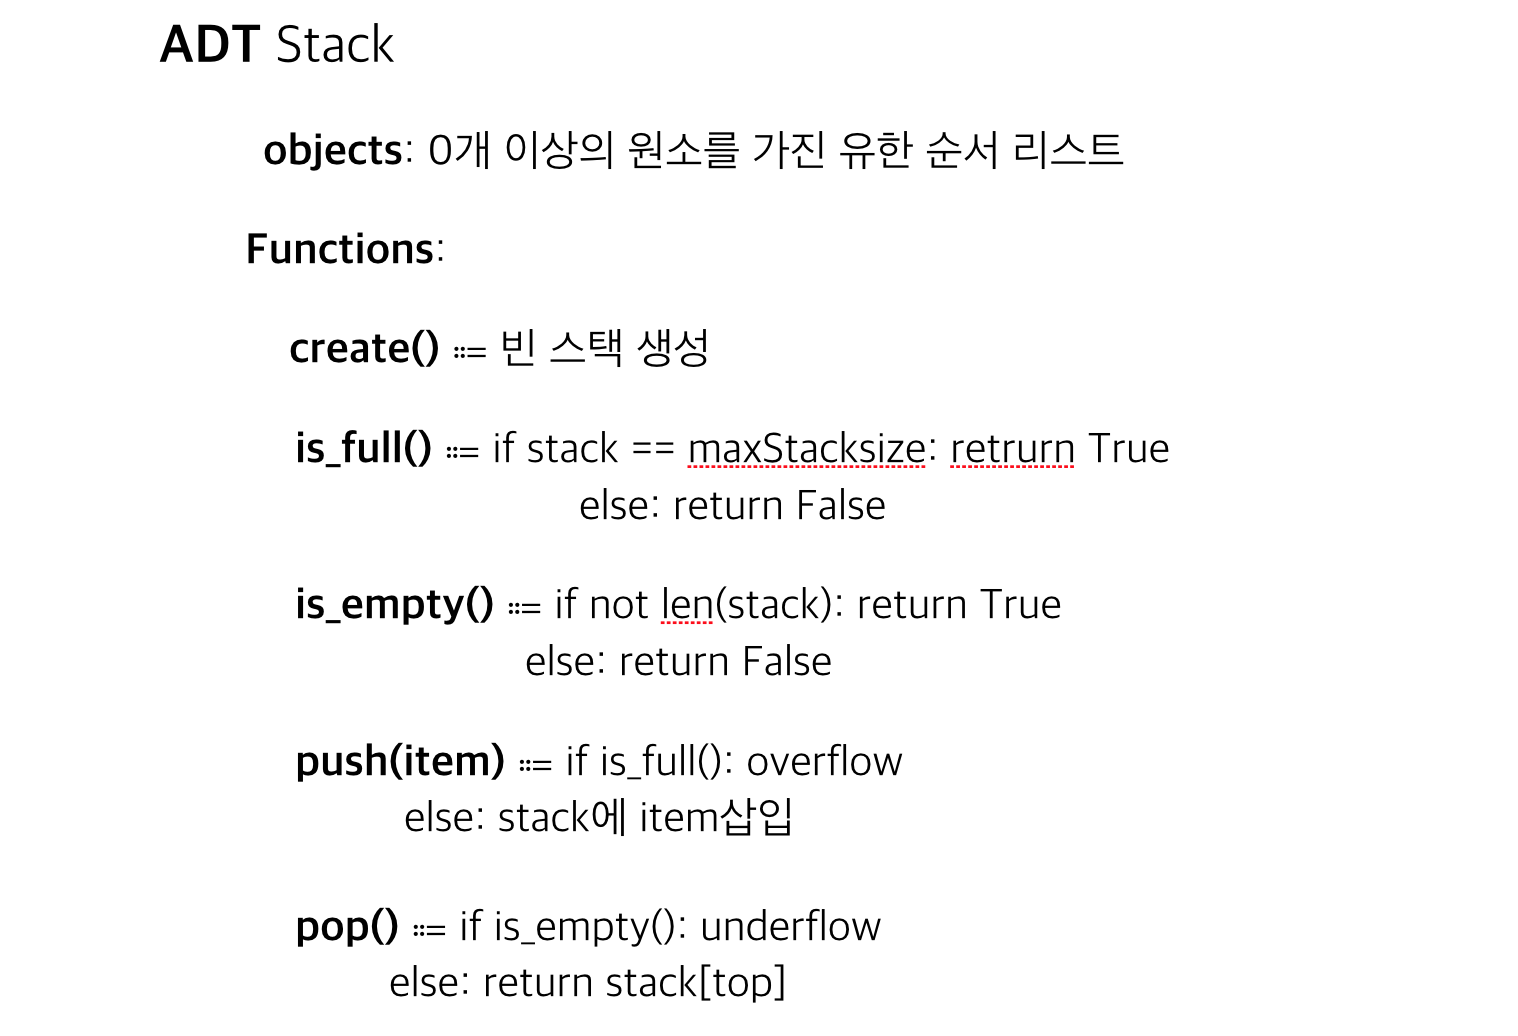 ADT Stack
objects: 0개 이상의 원소를 가진 유한 순서 리스트
Functions:
create() ::= 빈 스택 생성
is_full() ::= if stack == maxStacksize: retrurn True
else: return False
is_empty() ::= if not len(stack): return True
else: return False
push(item) ::= if is_full(): overflow
else: stack에 item삽입
pop() ::= if is_empty(): underflow
else: return stack[top]